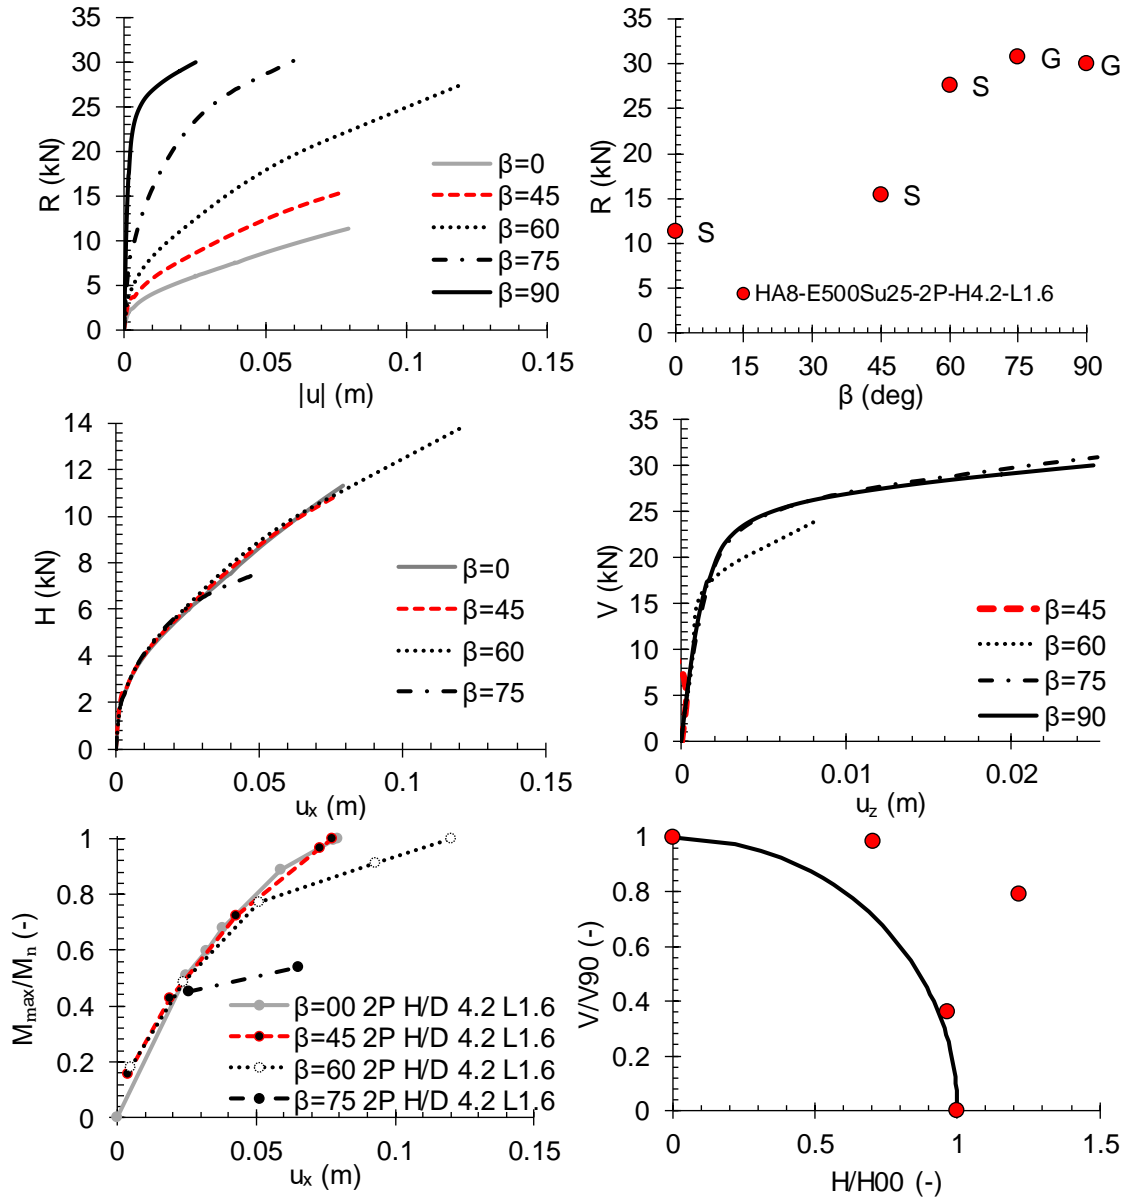 35
30
25
20
15
10
5
0
R (kN)
0
0.05
0.1
0.15
|u| (m)
β=0
β=45
β=60
β=75
β=90
35
30
25
20
15
10
5
0
R (kN)
S
S
S
G
G
HA8-E500Su25-2P-H4.2-L1.6
0
15
30
45
60
75
90
β (deg)
14
12
10
8
6
4
2
0
H (kN)
0
0.05
0.1
0.15
uₓ (m)
β=0
β=45
β=60
β=75
35
30
25
20
15
10
5
0
V (kN)
0
0.01
0.02
u_z (m)
β=45
β=60
β=75
β=90
1
0.8
0.6
0.4
0.2
0
M_max/M_n (-)
0
0.05
0.1
0.15
uₓ (m)
β=00 2P H/D 4.2 L1.6
β=45 2P H/D 4.2 L1.6
β=60 2P H/D 4.2 L1.6
β=75 2P H/D 4.2 L1.6
1
0.8
0.6
0.4
0.2
0
V/V90 (-)
0
0.5
1
1.5
H/H00 (-)